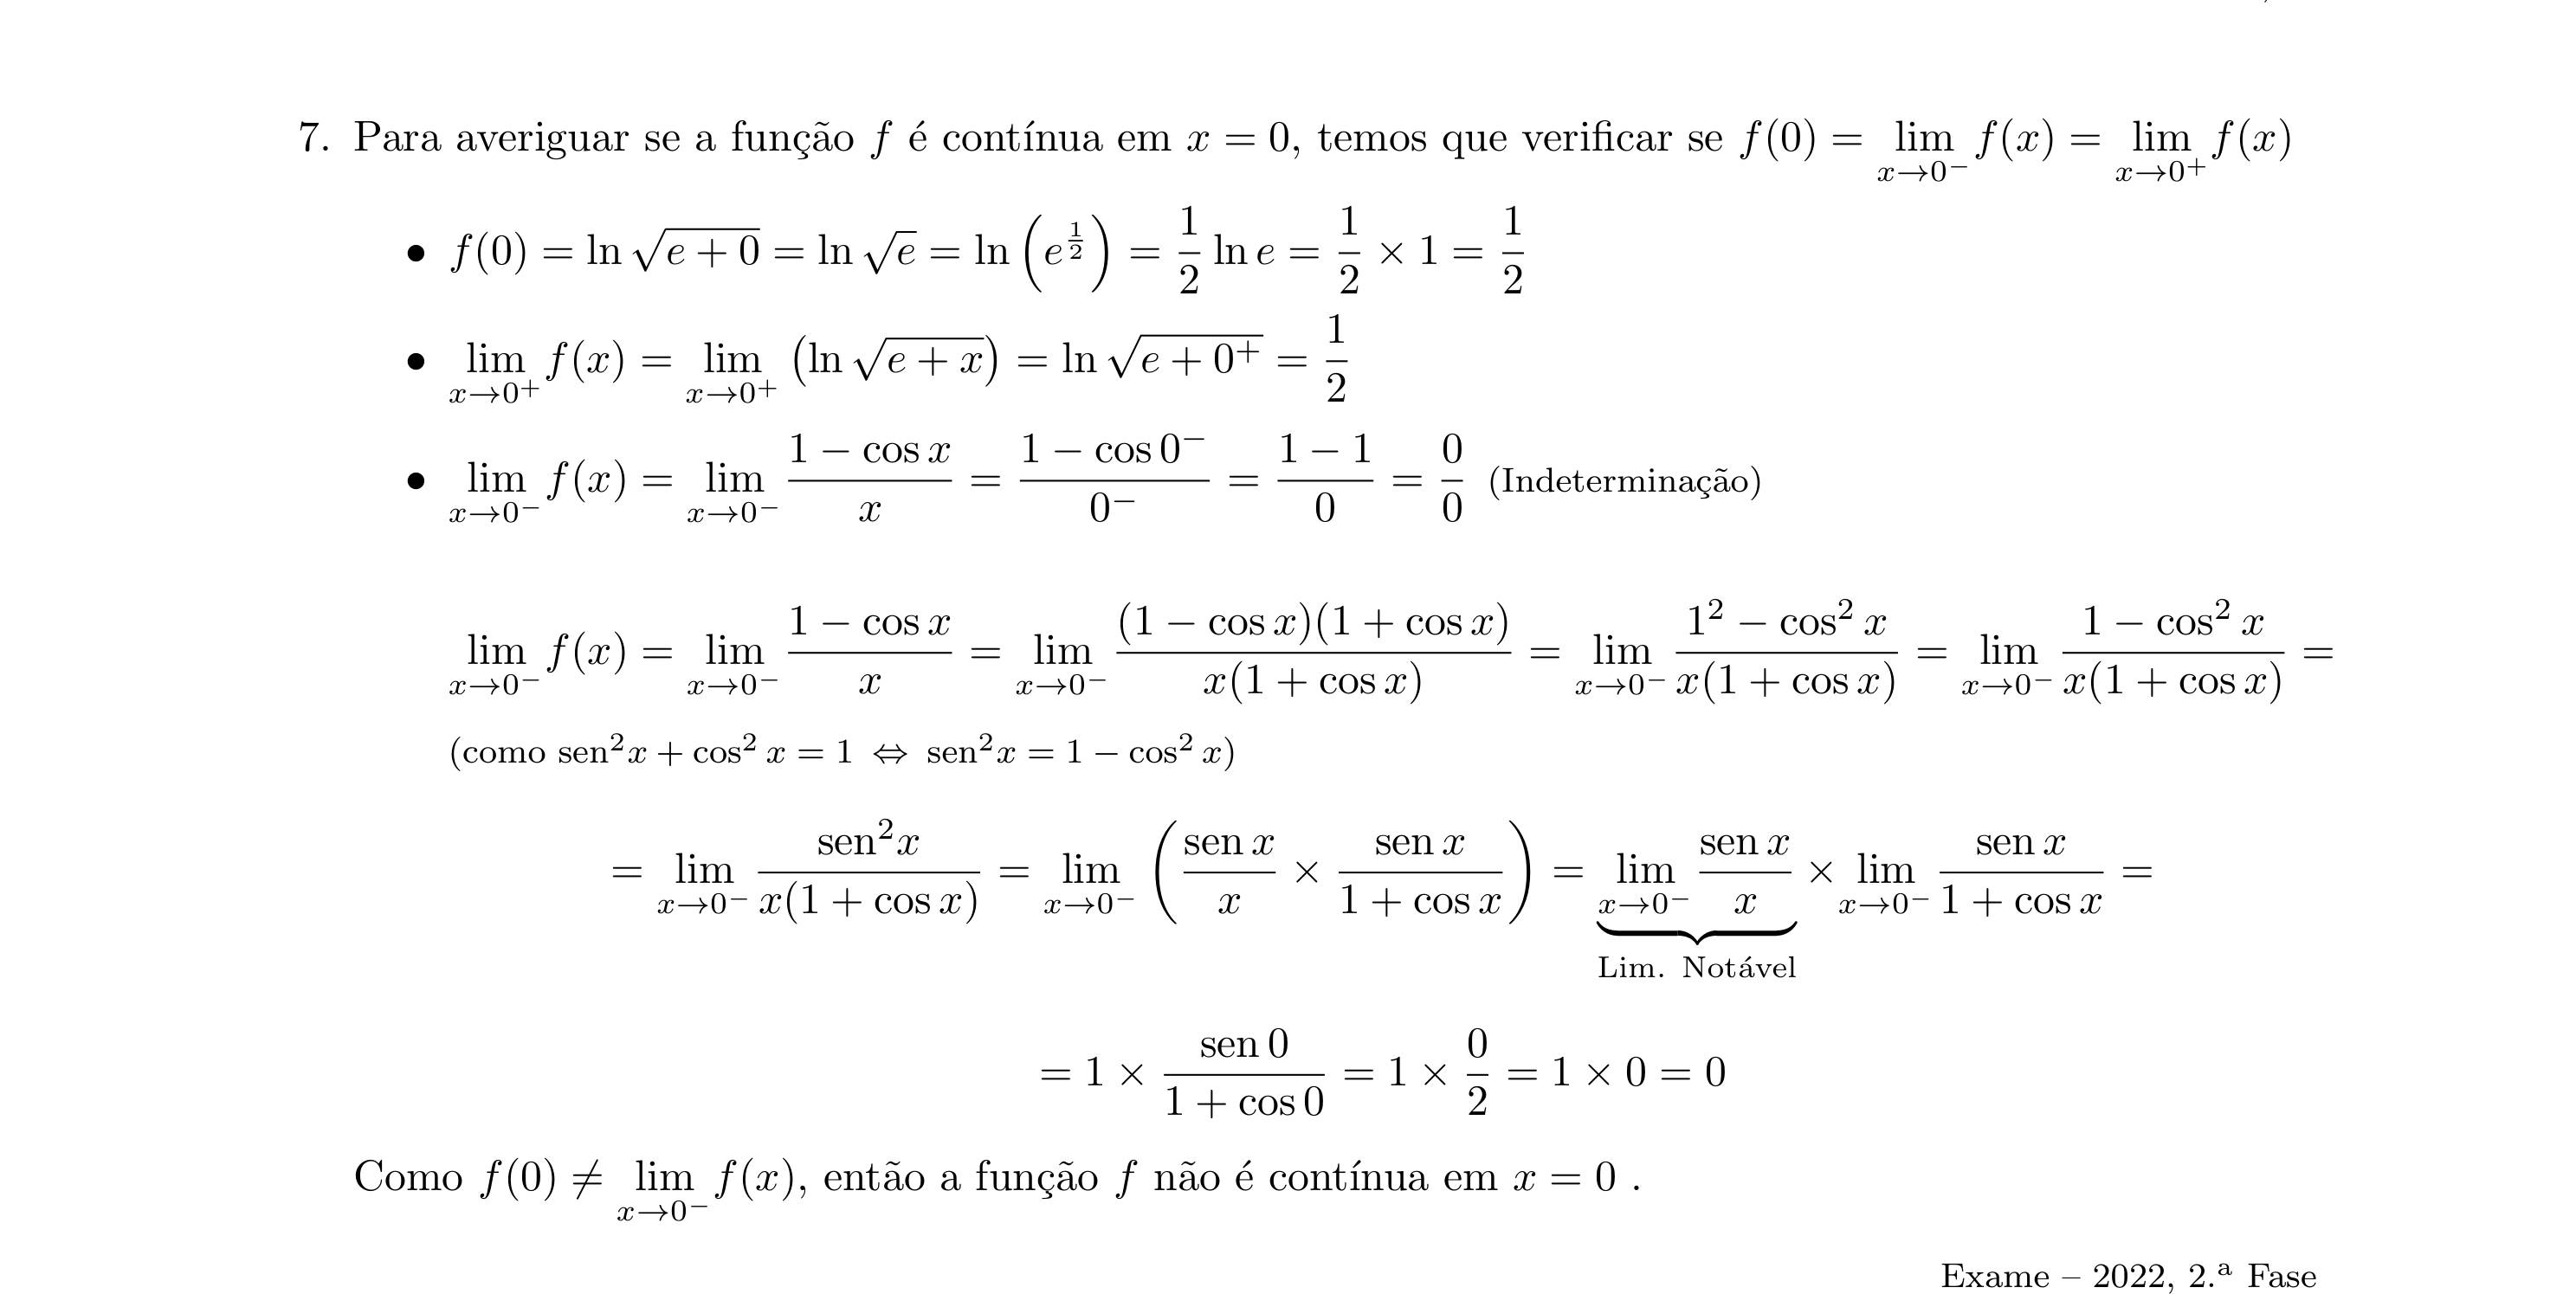 7. Para averiguar se a função f é contínua em x = 0, temos que verificar se f(0) = lim_{x→0⁻} f(x) = lim_{x→0⁺} f(x)
• f(0) = ln √(e + 0) = ln √e = ln (e^{1/2}) = 1/2 ln e = 1/2 × 1 = 1/2
• lim_{x→0⁺} f(x) = lim_{x→0⁺} (ln √(e + x)) = ln √(e + 0⁺) = 1/2
• lim_{x→0⁻} f(x) = lim_{x→0⁻} (1 − cos x)/x = (1 − cos 0⁻)/0⁻ = (1 − 1)/0 = 0/0 (Indeterminação)
lim_{x→0⁻} f(x) = lim_{x→0⁻} (1 − cos x)/x = lim_{x→0⁻} ((1 − cos x)(1 + cos x))/(x(1 + cos x)) = lim_{x→0⁻} (1² − cos² x)/(x(1 + cos x)) = lim_{x→0⁻} (1 − cos² x)/(x(1 + cos x)) =
(como sen²x + cos² x = 1 ⇔ sen²x = 1 − cos² x)
= lim_{x→0⁻} sen²x/(x(1 + cos x)) = lim_{x→0⁻} (sen x/x × sen x/(1 + cos x)) = lim_{x→0⁻} sen x/x × lim_{x→0⁻} sen x/(1 + cos x) =
Lim. Notável
= 1 × sen 0/(1 + cos 0) = 1 × 0/2 = 1 × 0 = 0
Como f(0) ≠ lim_{x→0⁻} f(x), então a função f não é contínua em x = 0 .
Exame – 2022, 2.ª Fase